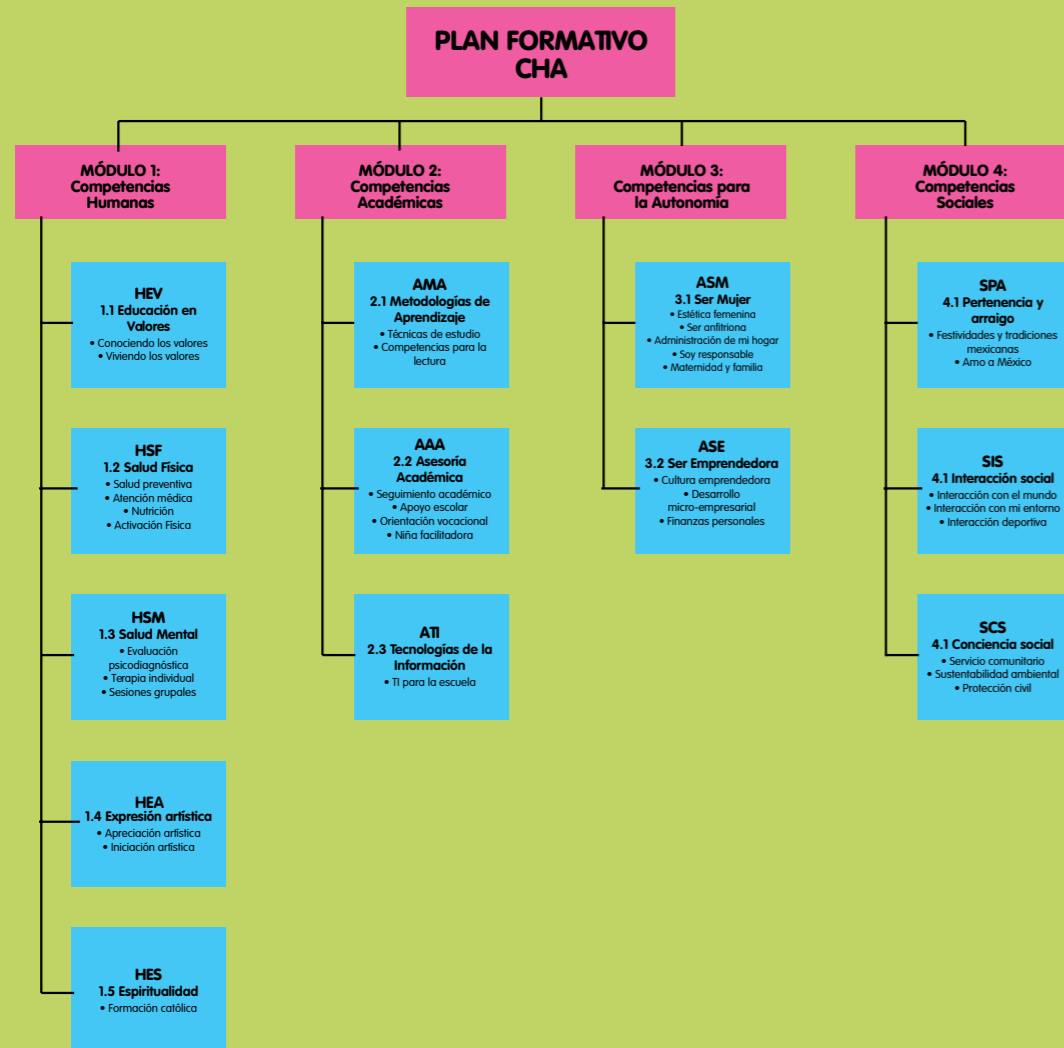 PLAN FORMATIVO
CHA
MÓDULO 1:
Competencias
Humanas
HEV
1.1 Educación en
Valores
• Conociendo los valores
• Viviendo los valores
HSF
1.2 Salud Física
• Salud preventiva
• Atención médica
• Nutrición
• Activación Física
HSM
1.3 Salud Mental
• Evaluación
psicodiagnóstica
• Terapia individual
• Sesiones grupales
HEA
1.4 Expresión artística
• Apreciación artística
• Iniciación artística
HES
1.5 Espiritualidad
• Formación católica
MÓDULO 2:
Competencias
Académicas
AMA
2.1 Metodologías de
Aprendizaje
• Técnicas de estudio
• Competencias para la
lectura
AAA
2.2 Asesoría
Académica
• Seguimiento académico
• Apoyo escolar
• Orientación vocacional
• Niña facilitadora
ATI
2.3 Tecnologías de la
Información
• TI para la escuela
MÓDULO 3:
Competencias para
la Autonomía
ASM
3.1 Ser Mujer
• Estética femenina
• Ser anfitriona
• Administración de mi hogar
• Soy responsable
• Maternidad y familia
ASE
3.2 Ser Emprendedora
• Cultura emprendedora
• Desarrollo
micro-empresarial
• Finanzas personales
MÓDULO 4:
Competencias
Sociales
SPA
4.1 Pertenencia y
arraigo
• Festividades y tradiciones
mexicanas
• Amo a México
SIS
4.1 Interacción social
• Interacción con el mundo
• Interacción con mi entorno
• Interacción deportiva
SCS
4.1 Conciencia social
• Servicio comunitario
• Sustentabilidad ambiental
• Protección civil